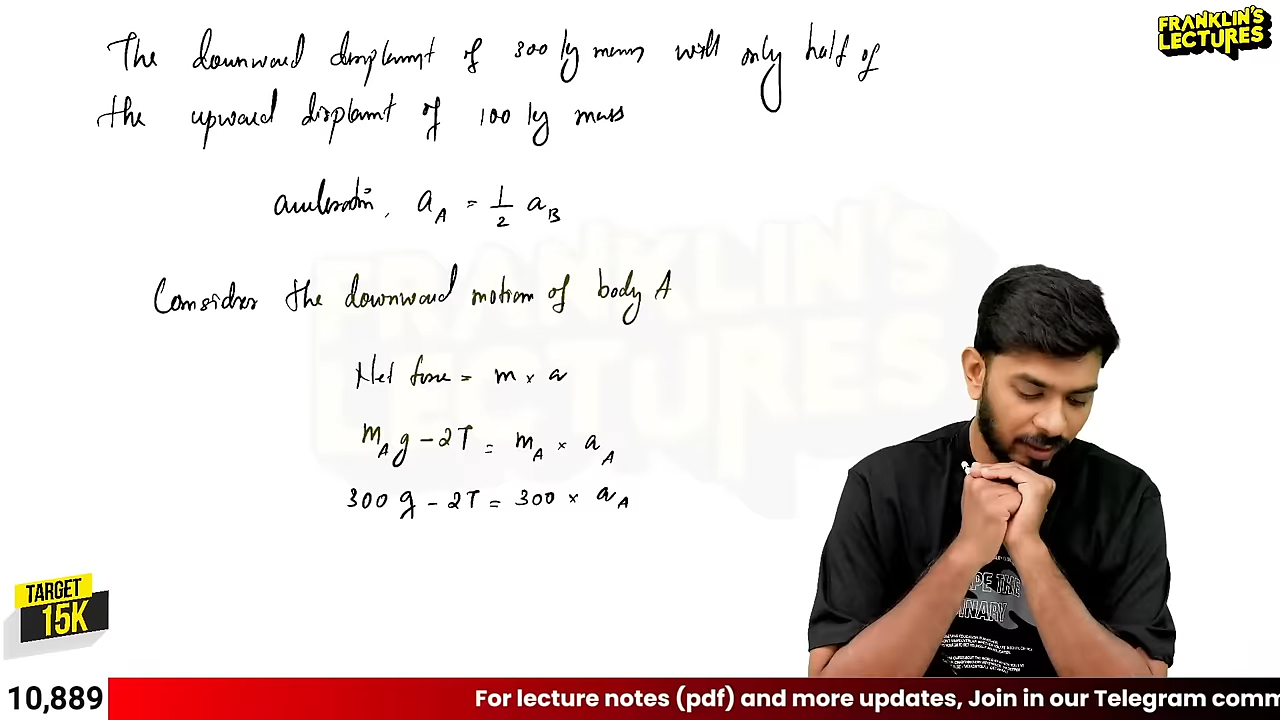 The downward displacemt of 300 kg mass will only half of
the upward displacemt of 100 kg mass
acceleration, a_A = 1/2 a_B
Consider the downward motion of body A
Net force = m × a
m_A g - 2T = m_A × a_A
300 g - 2T = 300 × a_A
FRANKLIN'S
LECTURES
FRANKLIN'S
LECTURES
TARGET
15K
10,889
For lecture notes (pdf) and more updates, Join in our Telegram comm